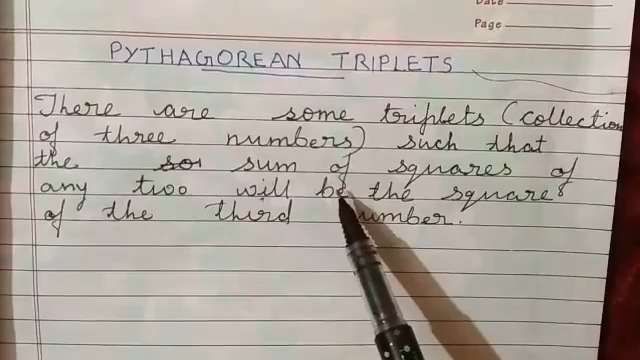 Date
Page
PYTHAGOREAN TRIPLETS
There are some triplets (collection
of three numbers) such that
the so sum of squares of
any two will be the square
of the third number.